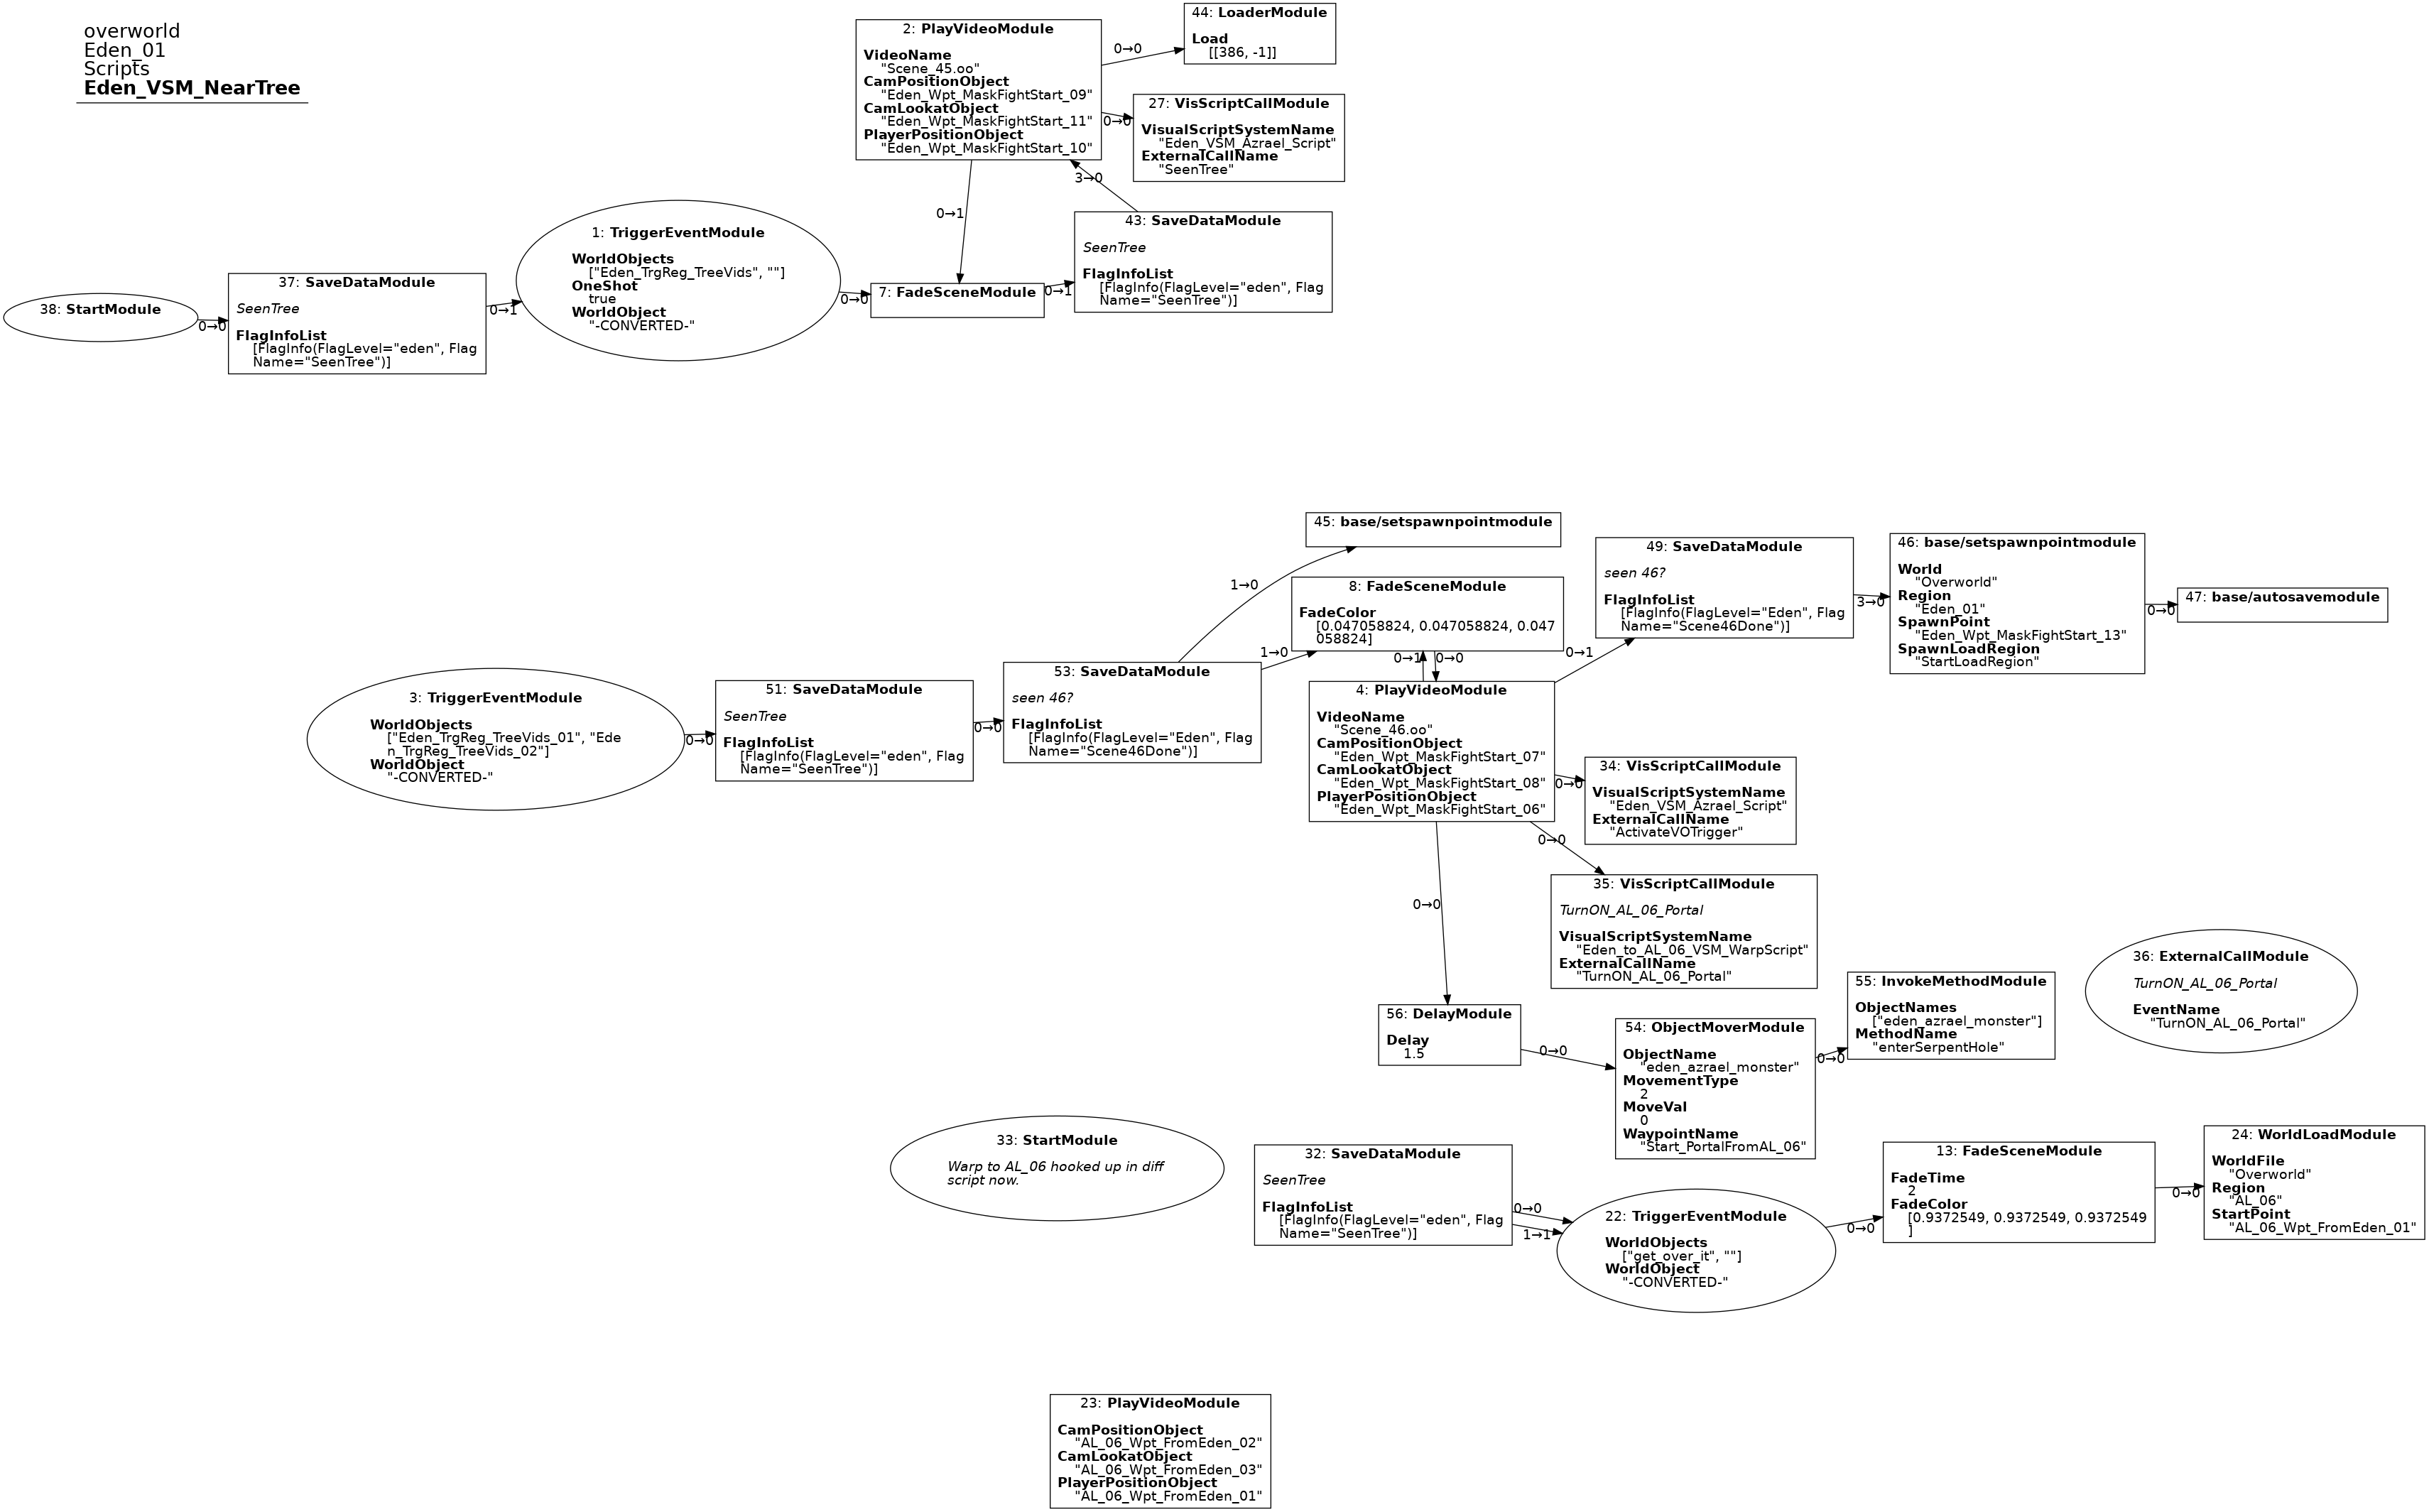 overworld
Eden_01
Scripts
Eden_VSM_NearTree
2: PlayVideoModule
VideoName
"Scene_45.oo"
CamPositionObject
"Eden_Wpt_MaskFightStart_09"
CamLookatObject
"Eden_Wpt_MaskFightStart_11"
PlayerPositionObject
"Eden_Wpt_MaskFightStart_10"
0→0
44: LoaderModule
Load
[[386, -1]]
0→0
27: VisScriptCallModule
VisualScriptSystemName
"Eden_VSM_Azrael_Script"
ExternalCallName
"SeenTree"
3→0
0→1
38: StartModule
0→0
37: SaveDataModule
SeenTree
FlagInfoList
[FlagInfo(FlagLevel="eden", Flag
Name="SeenTree")]
0→1
1: TriggerEventModule
WorldObjects
["Eden_TrgReg_TreeVids", ""]
OneShot
true
WorldObject
"-CONVERTED-"
0→0
7: FadeSceneModule
0→1
43: SaveDataModule
SeenTree
FlagInfoList
[FlagInfo(FlagLevel="eden", Flag
Name="SeenTree")]
45: base/setspawnpointmodule
1→0
8: FadeSceneModule
FadeColor
[0.047058824, 0.047058824, 0.047
058824]
1→0
0→1
0→0
0→1
49: SaveDataModule
seen 46?
FlagInfoList
[FlagInfo(FlagLevel="Eden", Flag
Name="Scene46Done")]
3→0
46: base/setspawnpointmodule
World
"Overworld"
Region
"Eden_01"
SpawnPoint
"Eden_Wpt_MaskFightStart_13"
SpawnLoadRegion
"StartLoadRegion"
0→0
47: base/autosavemodule
3: TriggerEventModule
WorldObjects
["Eden_TrgReg_TreeVids_01", "Ede
n_TrgReg_TreeVids_02"]
WorldObject
"-CONVERTED-"
0→0
51: SaveDataModule
SeenTree
FlagInfoList
[FlagInfo(FlagLevel="eden", Flag
Name="SeenTree")]
0→0
53: SaveDataModule
seen 46?
FlagInfoList
[FlagInfo(FlagLevel="Eden", Flag
Name="Scene46Done")]
4: PlayVideoModule
VideoName
"Scene_46.oo"
CamPositionObject
"Eden_Wpt_MaskFightStart_07"
CamLookatObject
"Eden_Wpt_MaskFightStart_08"
PlayerPositionObject
"Eden_Wpt_MaskFightStart_06"
0→0
34: VisScriptCallModule
VisualScriptSystemName
"Eden_VSM_Azrael_Script"
ExternalCallName
"ActivateVOTrigger"
0→0
35: VisScriptCallModule
TurnON_AL_06_Portal
VisualScriptSystemName
"Eden_to_AL_06_VSM_WarpScript"
ExternalCallName
"TurnON_AL_06_Portal"
0→0
36: ExternalCallModule
TurnON_AL_06_Portal
EventName
"TurnON_AL_06_Portal"
56: DelayModule
Delay
1.5
0→0
54: ObjectMoverModule
ObjectName
"eden_azrael_monster"
MovementType
2
MoveVal
0
WaypointName
"Start_PortalFromAL_06"
0→0
55: InvokeMethodModule
ObjectNames
["eden_azrael_monster"]
MethodName
"enterSerpentHole"
33: StartModule
Warp to AL_06 hooked up in diff
script now.
32: SaveDataModule
SeenTree
FlagInfoList
[FlagInfo(FlagLevel="eden", Flag
Name="SeenTree")]
0→0
1→1
22: TriggerEventModule
WorldObjects
["get_over_it", ""]
WorldObject
"-CONVERTED-"
0→0
13: FadeSceneModule
FadeTime
2
FadeColor
[0.9372549, 0.9372549, 0.9372549
]
0→0
24: WorldLoadModule
WorldFile
"Overworld"
Region
"AL_06"
StartPoint
"AL_06_Wpt_FromEden_01"
23: PlayVideoModule
CamPositionObject
"AL_06_Wpt_FromEden_02"
CamLookatObject
"AL_06_Wpt_FromEden_03"
PlayerPositionObject
"AL_06_Wpt_FromEden_01"